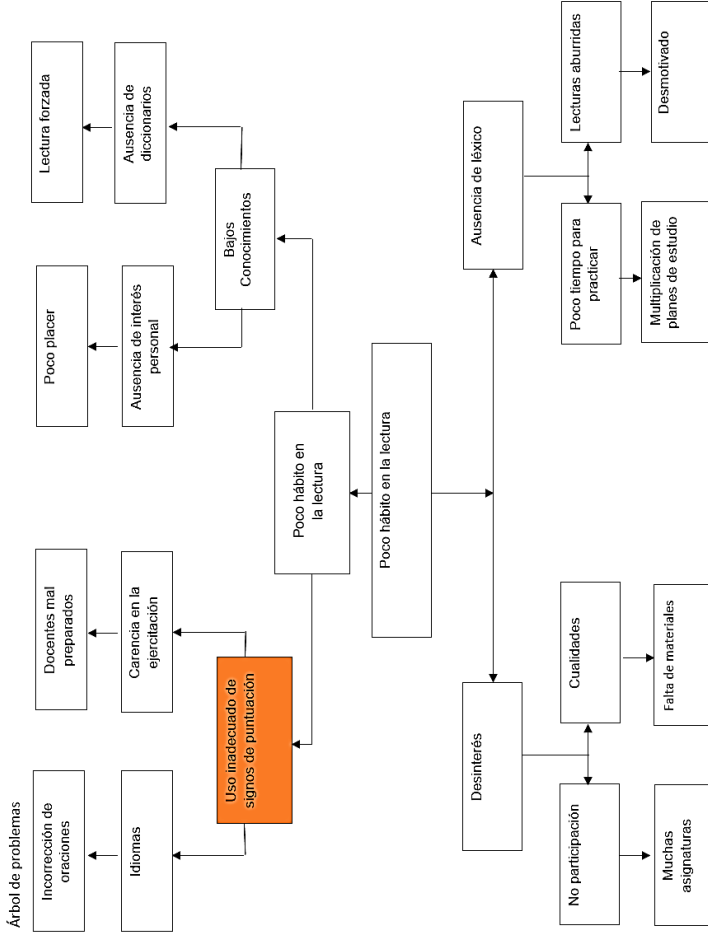 Árbol de problemas
Incorrección de
oraciones
Docentes mal
preparados
Poco placer
Lectura forzada
Idiomas
Carencia en la
ejercitación
Ausencia de interés
personal
Ausencia de
diccionarios
Uso inadecuado de
signos de puntuación
Bajos
Conocimientos
Poco hábito en
la lectura
Poco hábito en la lectura
Desinterés
Ausencia de léxico
No participación
Cualidades
Poco tiempo para
practicar
Lecturas aburridas
Muchas
asignaturas
Falta de materiales
Multiplicación de
planes de estudio
Desmotivado